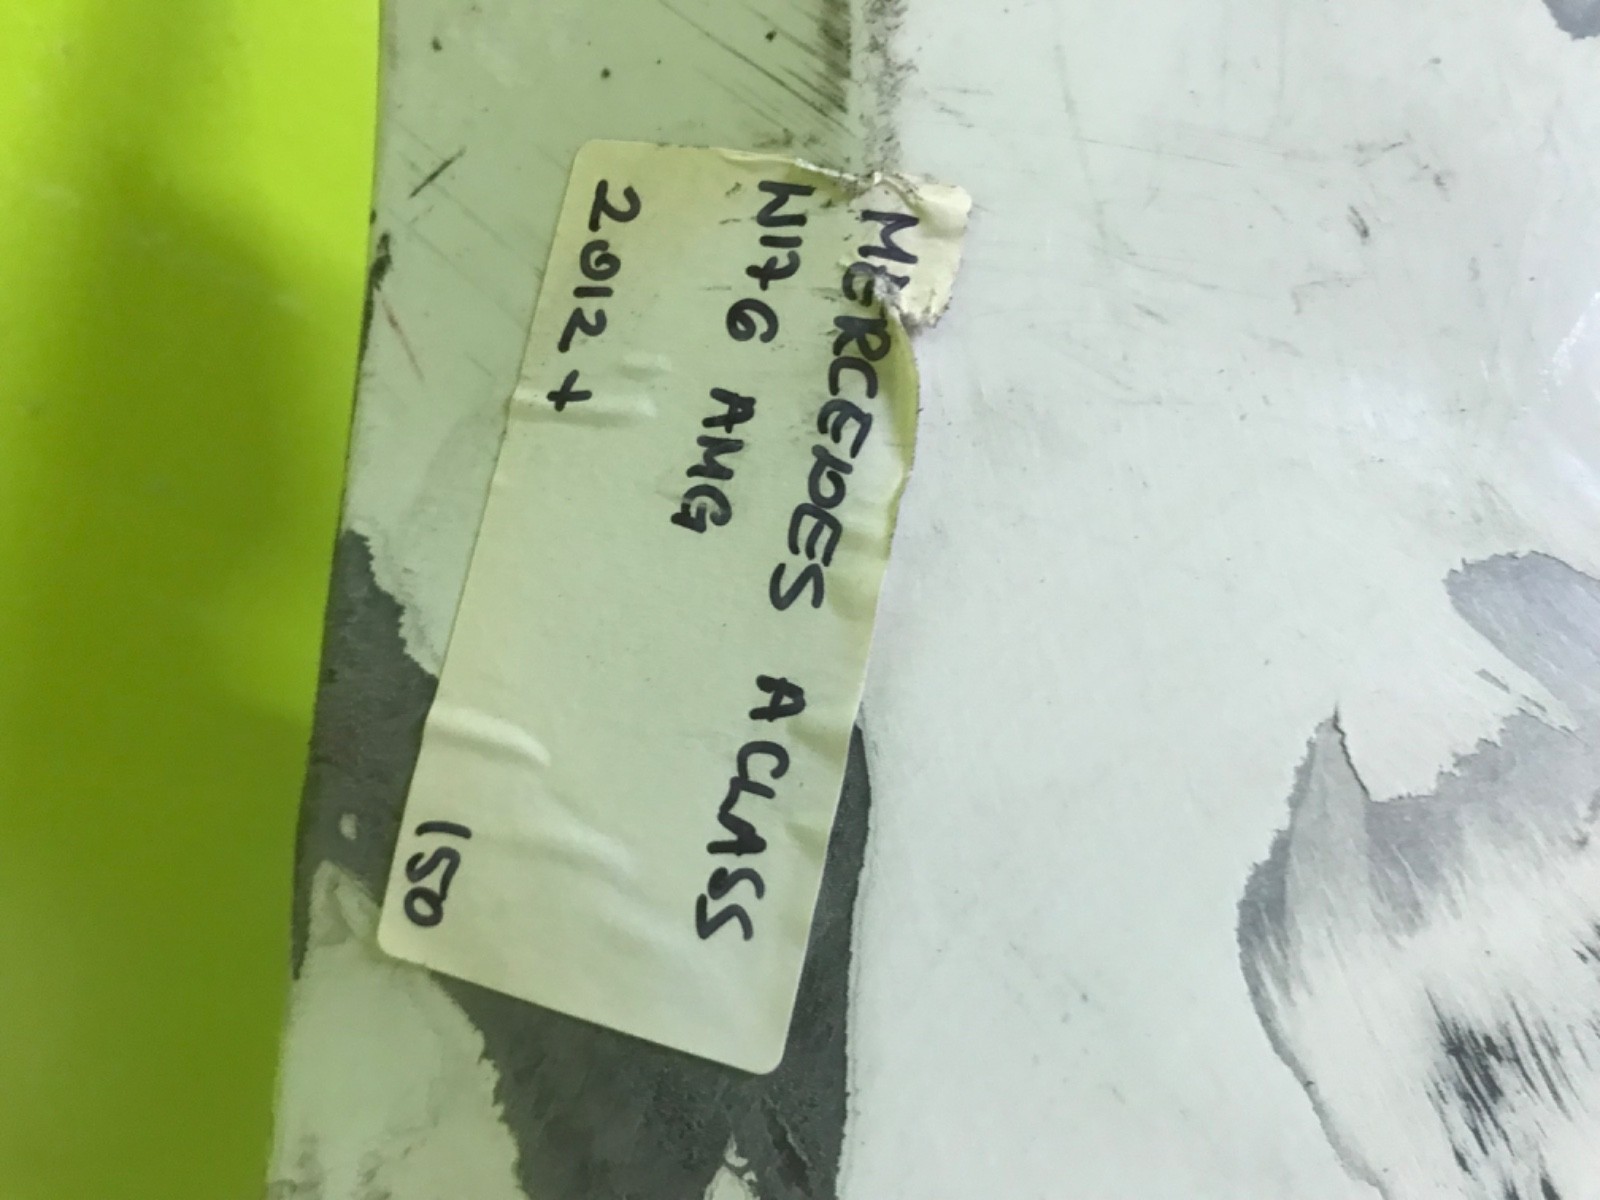 MERCEDES A CLASS
W176 AMG
2012+
150